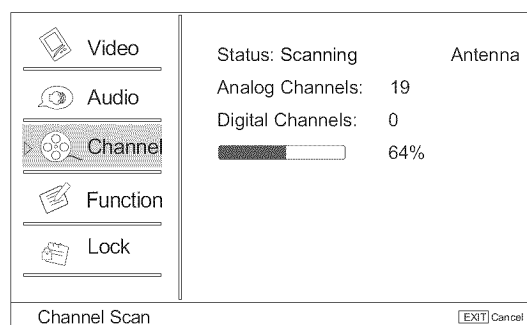 Video
Audio
Channel
Function
Lock
Status: Scanning Antenna
Analog Channels: 19
Digital Channels: 0
64%
Channel Scan
EXIT Cancel